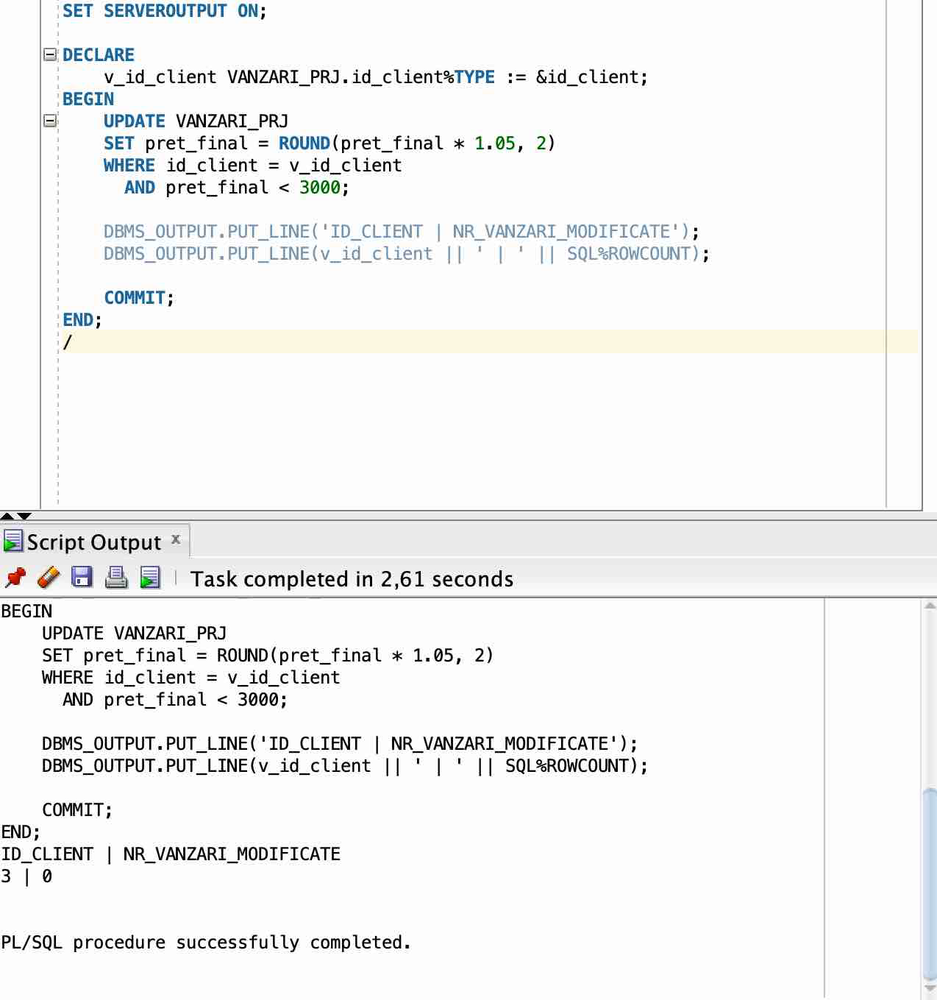 SET SERVEROUTPUT ON;
DECLARE
    v_id_client VANZARI_PRJ.id_client%TYPE := &id_client;
BEGIN
    UPDATE VANZARI_PRJ
    SET pret_final = ROUND(pret_final * 1.05, 2)
    WHERE id_client = v_id_client
      AND pret_final < 3000;
    DBMS_OUTPUT.PUT_LINE('ID_CLIENT | NR_VANZARI_MODIFICATE');
    DBMS_OUTPUT.PUT_LINE(v_id_client || ' | ' || SQL%ROWCOUNT);
    COMMIT;
END;
/
Script Output x
Task completed in 2,61 seconds
BEGIN
    UPDATE VANZARI_PRJ
    SET pret_final = ROUND(pret_final * 1.05, 2)
    WHERE id_client = v_id_client
      AND pret_final < 3000;
    DBMS_OUTPUT.PUT_LINE('ID_CLIENT | NR_VANZARI_MODIFICATE');
    DBMS_OUTPUT.PUT_LINE(v_id_client || ' | ' || SQL%ROWCOUNT);
    COMMIT;
END;
ID_CLIENT | NR_VANZARI_MODIFICATE
3 | 0
PL/SQL procedure successfully completed.